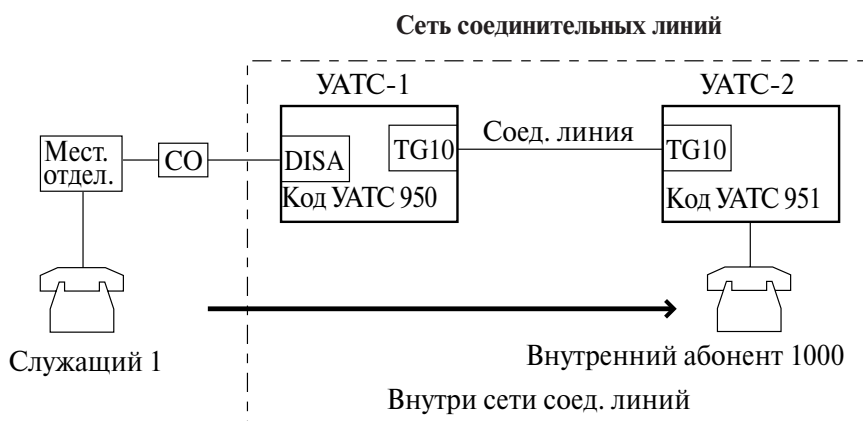 Сеть соединительных линий
УАТС-1
УАТС-2
Мест.
отдел.
CO
DISA
TG10
Соед. линия
TG10
Код УАТС 950
Код УАТС 951
Служащий 1
Внутренний абонент 1000
Внутри сети соед. линий